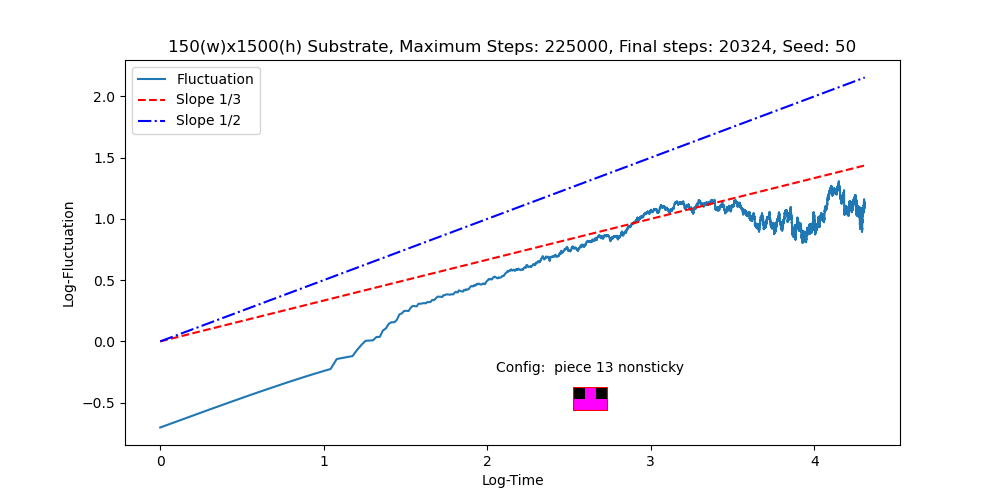 150(w)x1500(h) Substrate, Maximum Steps: 225000, Final steps: 20324, Seed: 50
Fluctuation
Slope 1/3
Slope 1/2
2.0
1.5
1.0
0.5
0.0
−0.5
Log-Fluctuation
Config:  piece 13 nonsticky
0 1 2 3 4
Log-Time